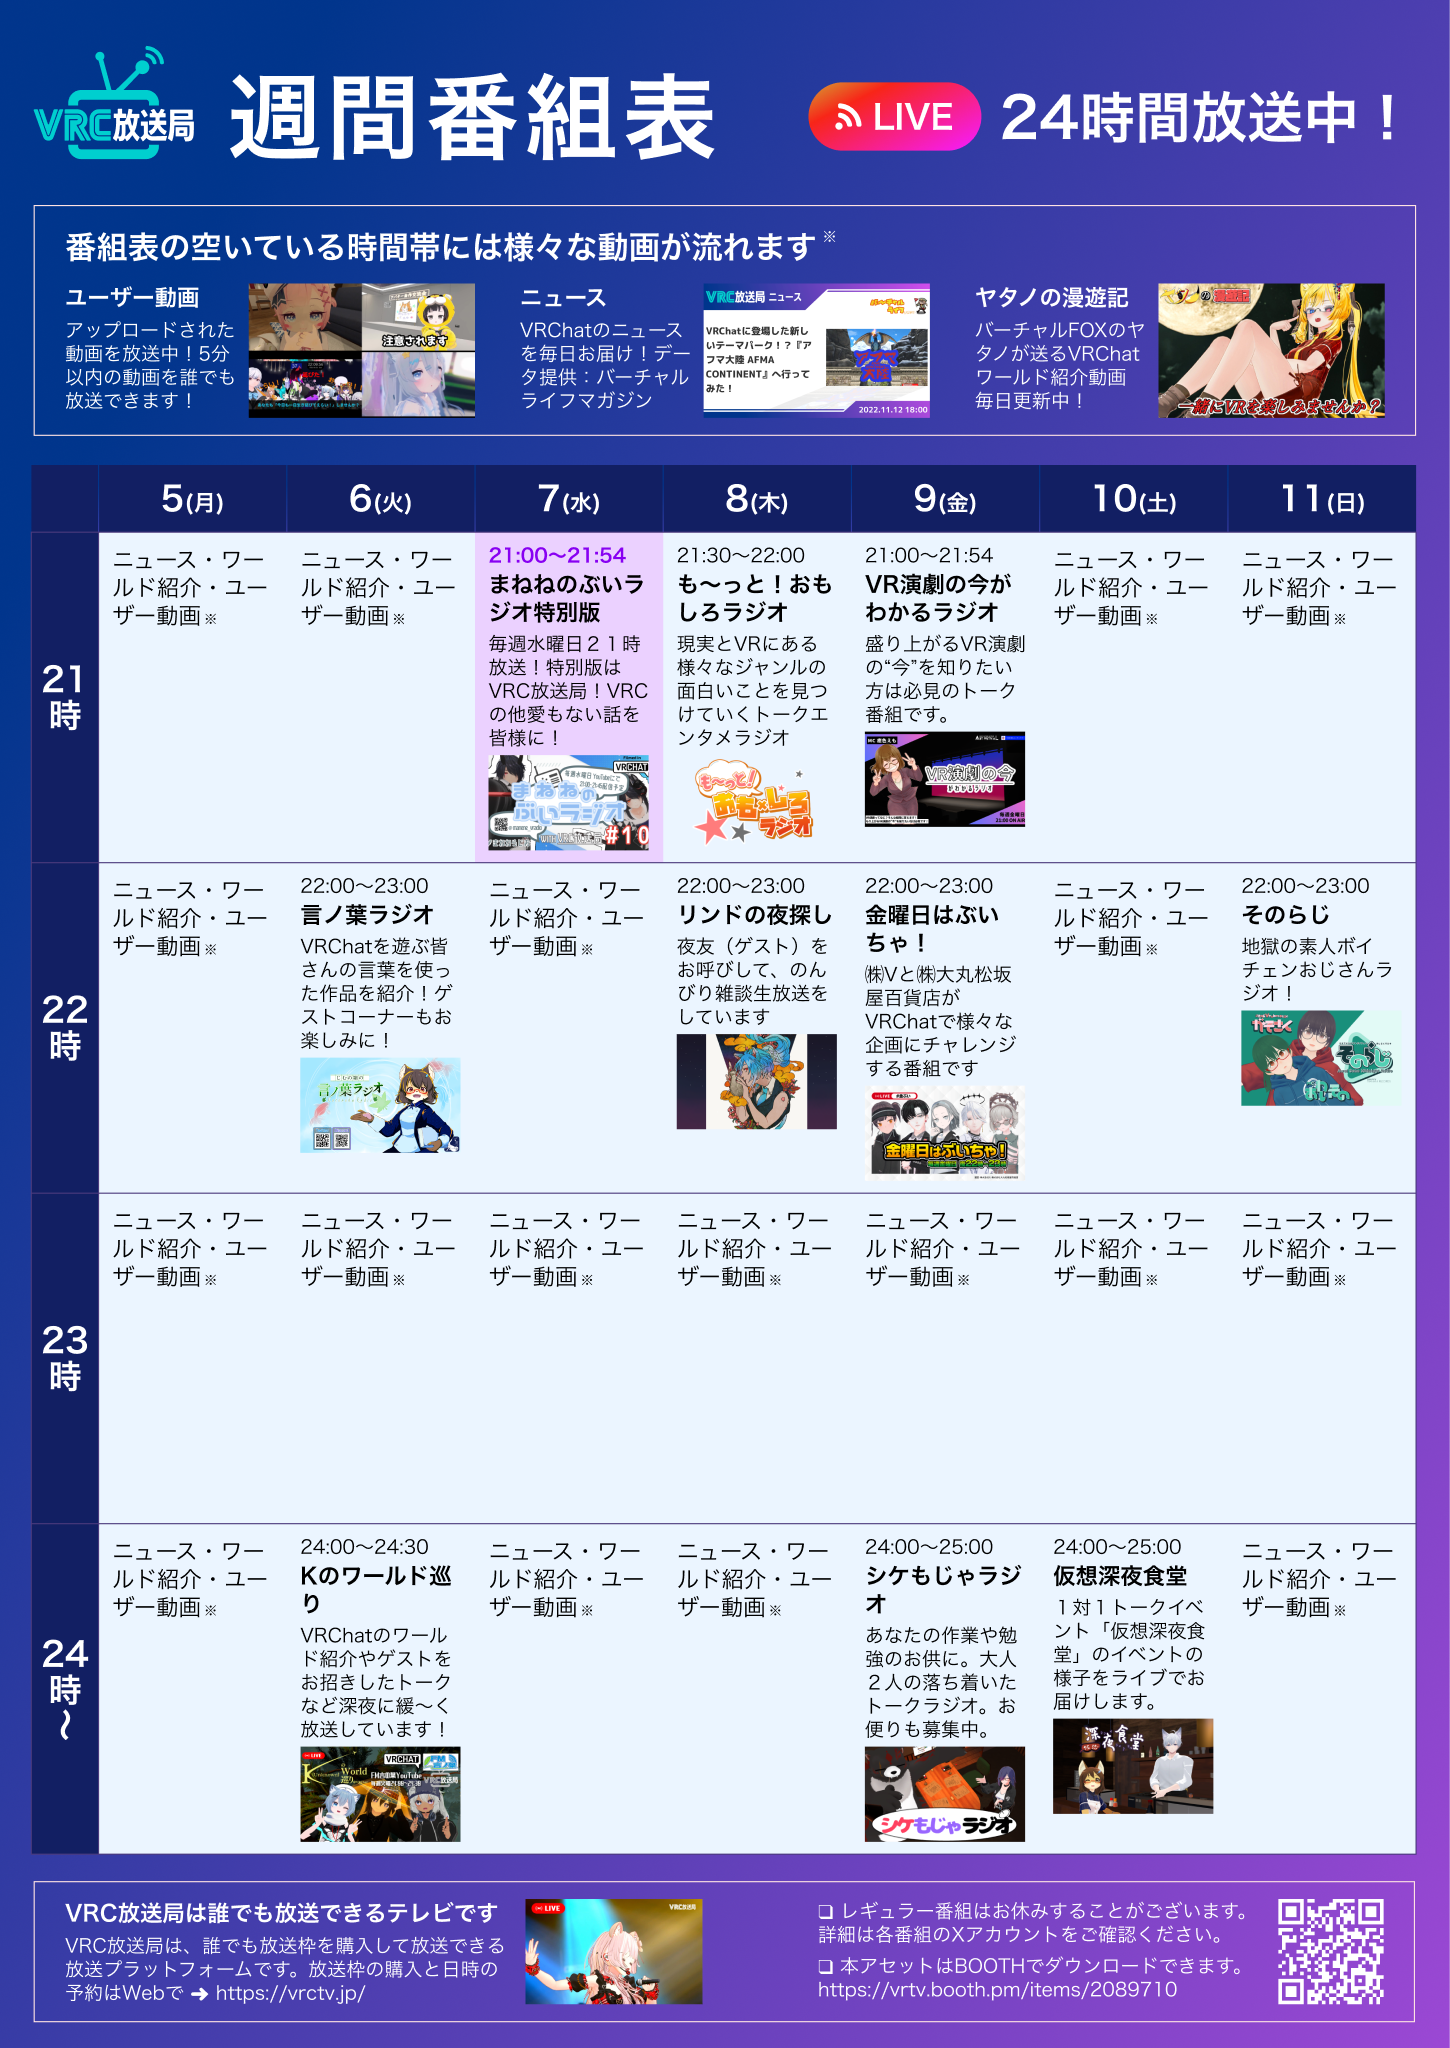 VRC放送局
週間番組表
LIVE
24時間放送中！
番組表の空いている時間帯には様々な動画が流れます※
ユーザー動画
アップロードされた
動画を放送中！5分
以内の動画を誰でも
放送できます！
注意されます
ニュース
VRChatのニュース
を毎日お届け！デー
タ提供：バーチャル
ライフマガジン
VRC放送局 ニュース
VRChatに登場した新し
いテーマパーク！？『ア
フマ大陸 AFMA
CONTINENT』へ行って
みた！
2022.11.12 18:00
ヤタノの漫遊記
バーチャルFOXのヤ
タノが送るVRChat
ワールド紹介動画
毎日更新中！
一緒にVRを楽しみませんか？
5(月)
6(火)
7(水)
8(木)
9(金)
10(土)
11(日)
21
時
ニュース・ワー
ルド紹介・ユー
ザー動画※
ニュース・ワー
ルド紹介・ユー
ザー動画※
21:00〜21:54
まねねのぶいラ
ジオ特別版
毎週水曜日２１時
放送！特別版は
VRC放送局！VRC
の他愛もない話を
皆様に！
VRCHAT
まねねの
ぶいラジオ
#10
21:30〜22:00
も〜っと！おも
しろラジオ
現実とVRにある
様々なジャンルの
面白いことを見つ
けていくトークエ
ンタメラジオ
も〜っと!
おもしろ
ラジオ
21:00〜21:54
VR演劇の今が
わかるラジオ
盛り上がるVR演劇
の“今”を知りたい
方は必見のトーク
番組です。
VR演劇の今
がわかるラジオ
毎週金曜日
21:00 ON AIR
ニュース・ワー
ルド紹介・ユー
ザー動画※
ニュース・ワー
ルド紹介・ユー
ザー動画※
22
時
ニュース・ワー
ルド紹介・ユー
ザー動画※
22:00〜23:00
言ノ葉ラジオ
VRChatを遊ぶ皆
さんの言葉を使っ
た作品を紹介！ゲ
ストコーナーもお
楽しみに！
言ノ葉ラジオ
ニュース・ワー
ルド紹介・ユー
ザー動画※
22:00〜23:00
リンドの夜探し
夜友（ゲスト）を
お呼びして、のん
びり雑談生放送を
しています
22:00〜23:00
金曜日はぶい
ちゃ！
㈱Vと㈱大丸松坂
屋百貨店が
VRChatで様々な
企画にチャレンジ
する番組です
LIVE
金曜日はぶいちゃ!
ニュース・ワー
ルド紹介・ユー
ザー動画※
22:00〜23:00
そのらじ
地獄の素人ボイ
チェンおじさんラ
ジオ！
そのらじ
23
時
ニュース・ワー
ルド紹介・ユー
ザー動画※
ニュース・ワー
ルド紹介・ユー
ザー動画※
ニュース・ワー
ルド紹介・ユー
ザー動画※
ニュース・ワー
ルド紹介・ユー
ザー動画※
ニュース・ワー
ルド紹介・ユー
ザー動画※
ニュース・ワー
ルド紹介・ユー
ザー動画※
ニュース・ワー
ルド紹介・ユー
ザー動画※
24
時
〜
ニュース・ワー
ルド紹介・ユー
ザー動画※
24:00〜24:30
Kのワールド巡
り
VRChatのワール
ド紹介やゲストを
お招きしたトーク
など深夜に緩〜く
放送しています！
LIVE
VRCHAT
World
巡り
VRC放送局
ニュース・ワー
ルド紹介・ユー
ザー動画※
ニュース・ワー
ルド紹介・ユー
ザー動画※
24:00〜25:00
シケもじゃラジ
オ
あなたの作業や勉
強のお供に。大人
２人の落ち着いた
トークラジオ。お
便りも募集中。
シケもじゃラジオ
24:00〜25:00
仮想深夜食堂
１対１トークイベ
ント「仮想深夜食
堂」のイベントの
様子をライブでお
届けします。
深夜食堂
ニュース・ワー
ルド紹介・ユー
ザー動画※
VRC放送局は誰でも放送できるテレビです
VRC放送局は、誰でも放送枠を購入して放送できる
放送プラットフォームです。放送枠の購入と日時の
予約はWebで ➜ https://vrctv.jp/
LIVE
VRC放送局
❏ レギュラー番組はお休みすることがございます。
詳細は各番組のXアカウントをご確認ください。
❏ 本アセットはBOOTHでダウンロードできます。
https://vrtv.booth.pm/items/2089710